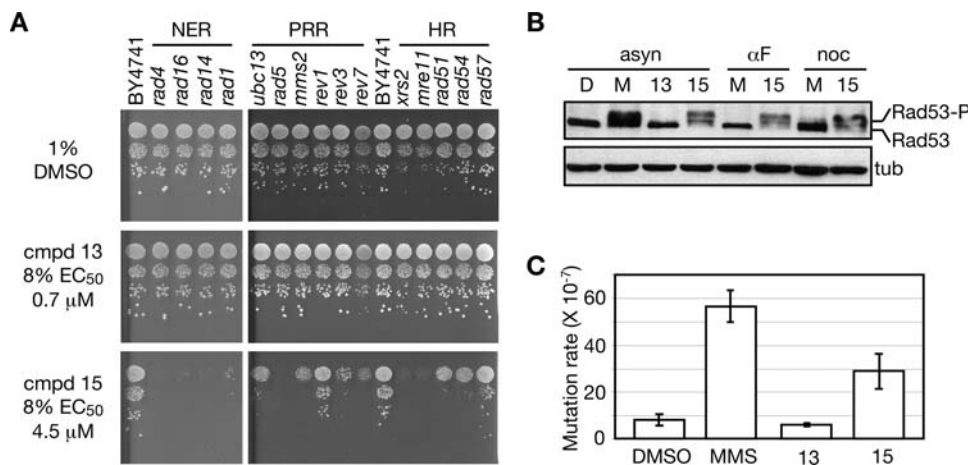 A
NER
PRR
HR
BY4741
rad4
rad16
rad14
rad1
ubc13
rad5
mms2
rev1
rev3
rev7
BY4741
xrs2
mre11
rad51
rad54
rad57
1%
DMSO
cmpd 13
8% EC50
0.7 µM
cmpd 15
8% EC50
4.5 µM
B
asyn
αF
noc
D M 13 15 M 15 M 15
Rad53-P
Rad53
tub
C
Mutation rate (X 10-7)
60
40
20
0
DMSO MMS 13 15